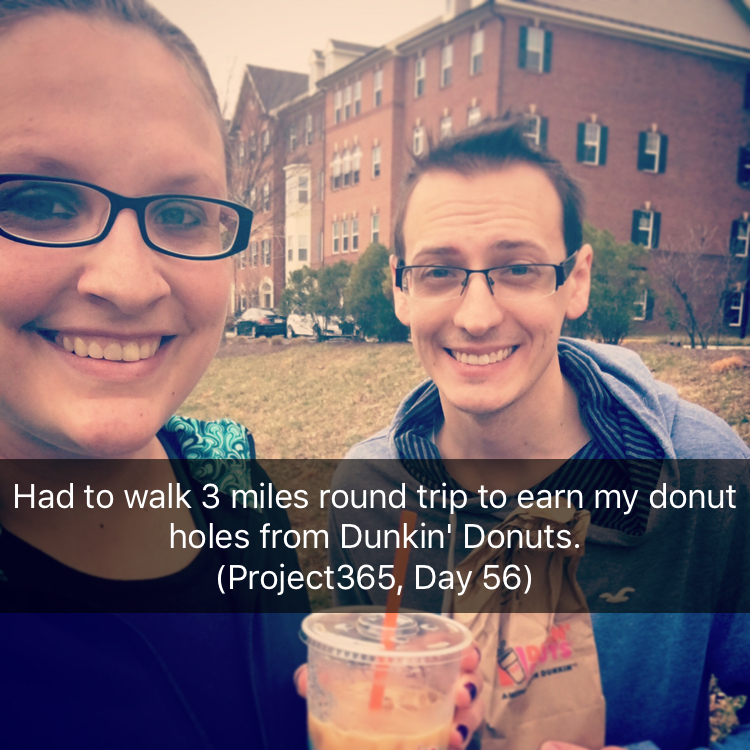 Had to walk 3 miles round trip to earn my donut
holes from Dunkin' Donuts.
(Project365, Day 56)